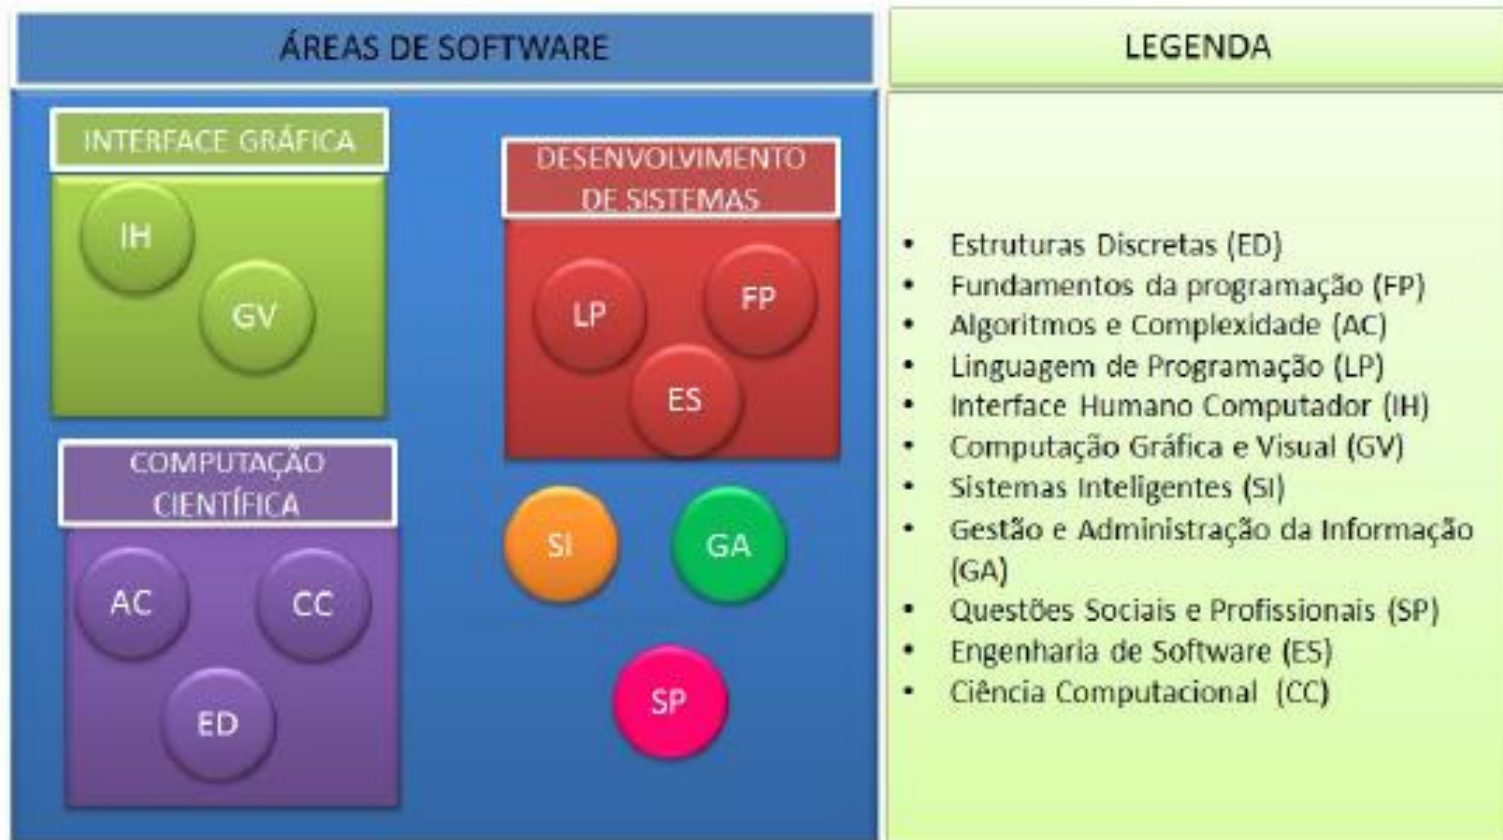 ÁREAS DE SOFTWARE
INTERFACE GRÁFICA
IH
GV
DESENVOLVIMENTO
DE SISTEMAS
LP
FP
ES
COMPUTAÇÃO
CIENTÍFICA
AC
CC
ED
SI
GA
SP
LEGENDA
• Estruturas Discretas (ED)
• Fundamentos da programação (FP)
• Algoritmos e Complexidade (AC)
• Linguagem de Programação (LP)
• Interface Humano Computador (IH)
• Computação Gráfica e Visual (GV)
• Sistemas Inteligentes (SI)
• Gestão e Administração da Informação
(GA)
• Questões Sociais e Profissionais (SP)
• Engenharia de Software (ES)
• Ciência Computacional (CC)